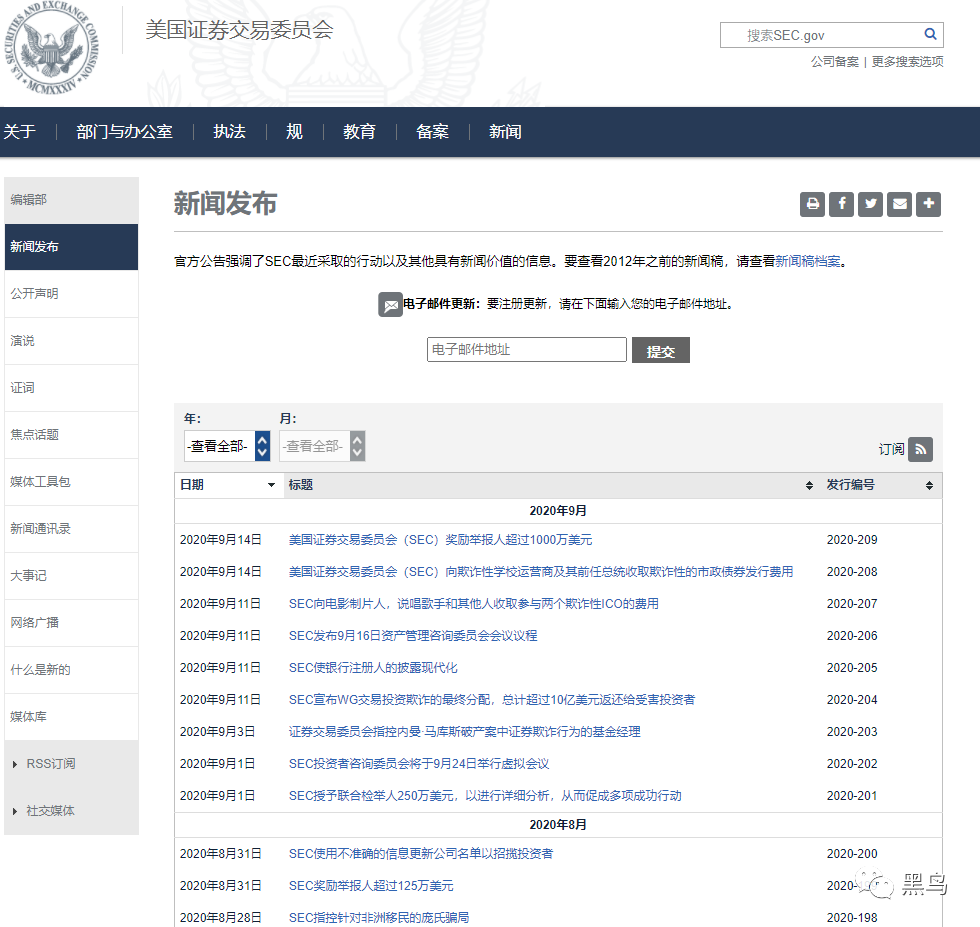 U.S. SECURITIES AND EXCHANGE COMMISSION
MCMXXXIV
美国证券交易委员会
搜索SEC.gov
公司备案 | 更多搜索选项
关于 部门与办公室 执法 规 教育 备案 新闻
编辑部
新闻发布
公开声明
演说
证词
焦点话题
媒体工具包
新闻通讯录
大事记
网络广播
什么是新的
媒体库
RSS订阅
社交媒体
新闻发布
官方公告强调了SEC最近采取的行动以及其他具有新闻价值的信息。要查看2012年之前的新闻稿，请查看新闻稿档案。
电子邮件更新：要注册更新，请在下面输入您的电子邮件地址。
电子邮件地址 提交
年： 月：
-查看全部- -查看全部-
订阅
日期 标题 发行编号
2020年9月
2020年9月14日 美国证券交易委员会（SEC）奖励举报人超过1000万美元 2020-209
2020年9月14日 美国证券交易委员会（SEC）向欺诈性学校运营商及其前任总统收取欺诈性的市政债券发行费用 2020-208
2020年9月11日 SEC向电影制片人，说唱歌手和其他人收取参与两个欺诈性ICO的费用 2020-207
2020年9月11日 SEC发布9月16日资产管理咨询委员会会议议程 2020-206
2020年9月11日 SEC使银行注册人的披露现代化 2020-205
2020年9月11日 SEC宣布WG交易投资欺诈的最终分配，总计超过10亿美元返还给受害投资者 2020-204
2020年9月3日 证券交易委员会指控内曼·马库斯破产案中证券欺诈行为的基金经理 2020-203
2020年9月1日 SEC投资者咨询委员会将于9月24日举行虚拟会议 2020-202
2020年9月1日 SEC授予联合检举人250万美元，以进行详细分析，从而促成多项成功行动 2020-201
2020年8月
2020年8月31日 SEC使用不准确的信息更新公司名单以招揽投资者 2020-200
2020年8月31日 SEC奖励举报人超过125万美元
2020年8月28日 SEC指控针对非洲移民的庞氏骗局 2020-198
黑鸟